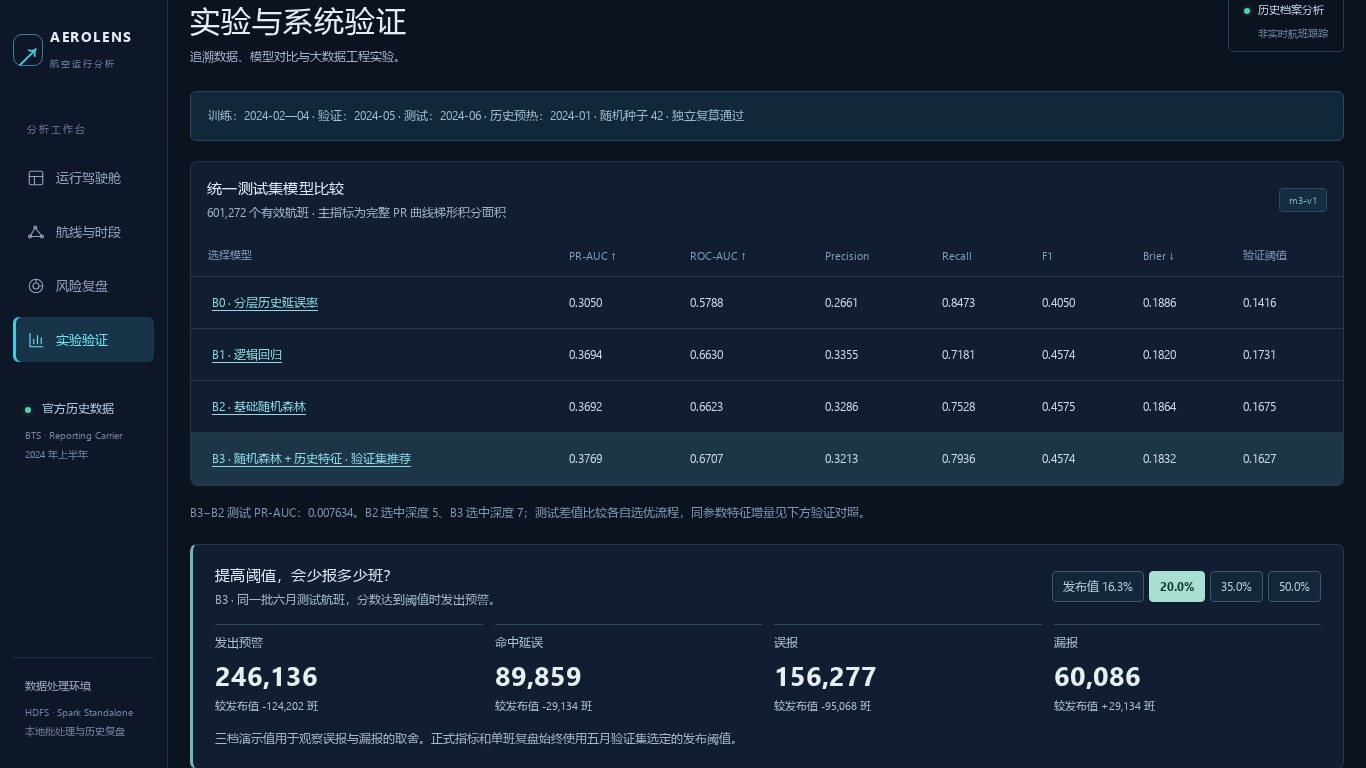 AEROLENS
航空运行分析
分析工作台
运行驾驶舱
航线与时段
风险复盘
实验验证
官方历史数据
BTS · Reporting Carrier
2024 年上半年
数据处理环境
HDFS · Spark Standalone
本地批处理与历史复盘
实验与系统验证
追溯数据、模型对比与大数据工程实验。
历史档案分析
非实时航班跟踪
训练：2024-02—04 · 验证：2024-05 · 测试：2024-06 · 历史预热：2024-01 · 随机种子 42 · 独立复算通过
统一测试集模型比较
601,272 个有效航班 · 主指标为完整 PR 曲线梯形积分面积
m3-v1
选择模型 PR-AUC ↑ ROC-AUC ↑ Precision Recall F1 Brier ↓ 验证阈值
B0 · 分层历史延误率 0.3050 0.5788 0.2661 0.8473 0.4050 0.1886 0.1416
B1 · 逻辑回归 0.3694 0.6630 0.3355 0.7181 0.4574 0.1820 0.1731
B2 · 基础随机森林 0.3692 0.6623 0.3286 0.7528 0.4575 0.1864 0.1675
B3 · 随机森林 + 历史特征 · 验证集推荐 0.3769 0.6707 0.3213 0.7936 0.4574 0.1832 0.1627
B3−B2 测试 PR-AUC：0.007634。B2 选中深度 5、B3 选中深度 7；测试差值比较各自选优流程，同参数特征增量见下方验证对照。
提高阈值，会少报多少班？
B3 · 同一批六月测试航班，分数达到阈值时发出预警。
发布值 16.3% 20.0% 35.0% 50.0%
发出预警 命中延误 误报 漏报
246,136 89,859 156,277 60,086
较发布值 -124,202 班 较发布值 -29,134 班 较发布值 -95,068 班 较发布值 +29,134 班
三档演示值用于观察误报与漏报的取舍。正式指标和单班复盘始终使用五月验证集选定的发布阈值。